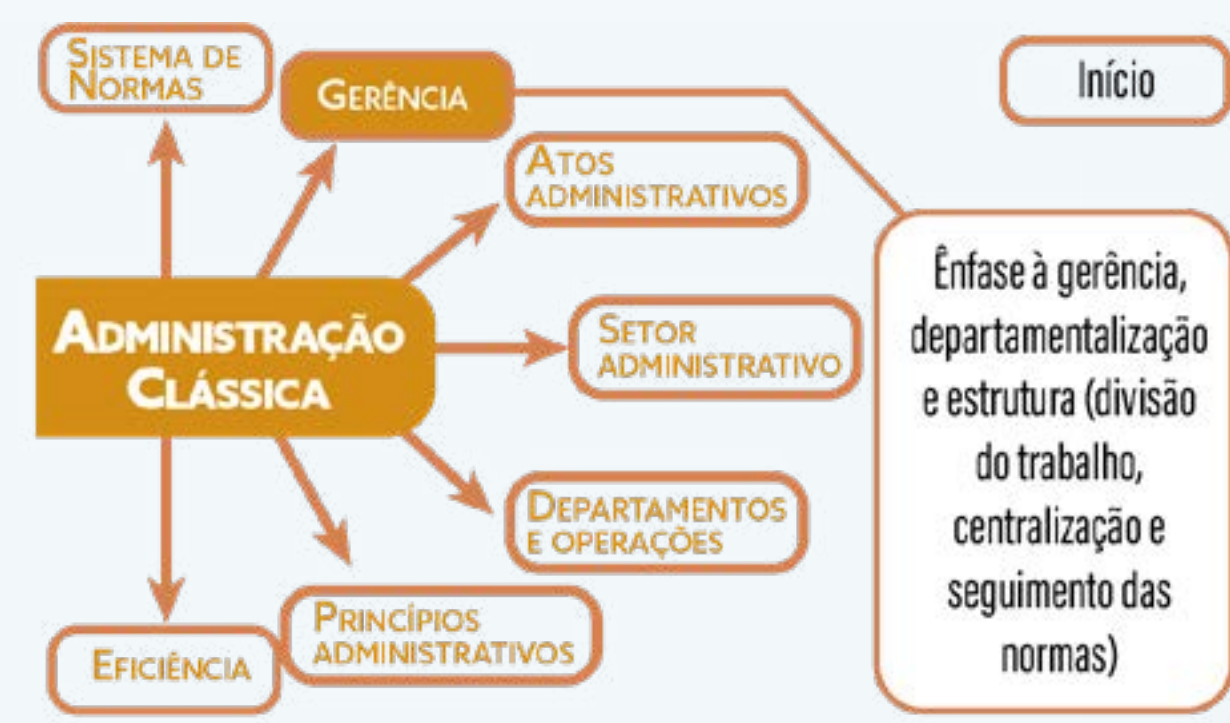 Sistema de
Normas
Gerência
Início
Atos
administrativos
Administração
Clássica
Setor
administrativo
Departamentos
e operações
Princípios
administrativos
Eficiência
Ênfase à gerência,
departamentalização
e estrutura (divisão
do trabalho,
centralização e
seguimento das
normas)